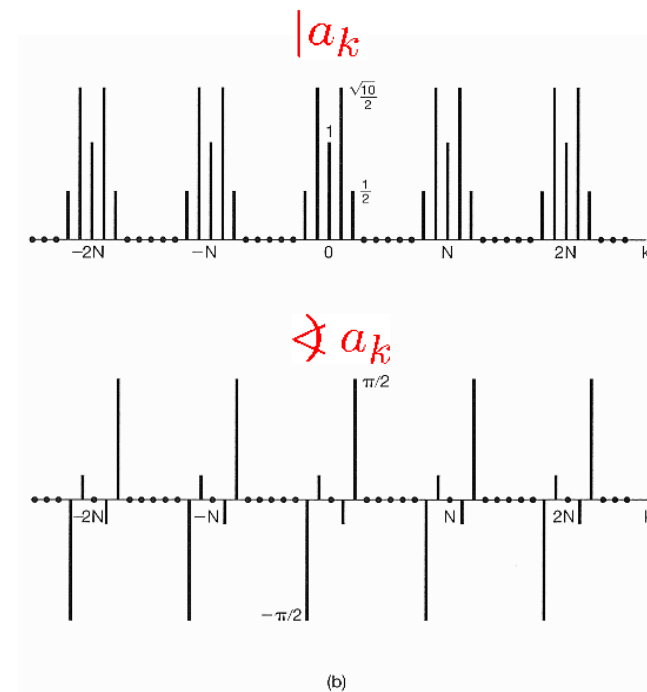 |a_k
√10/2
1
1/2
−2N −N 0 N 2N k
∢ a_k
π/2
−2N −N N 2N
−π/2
(b)